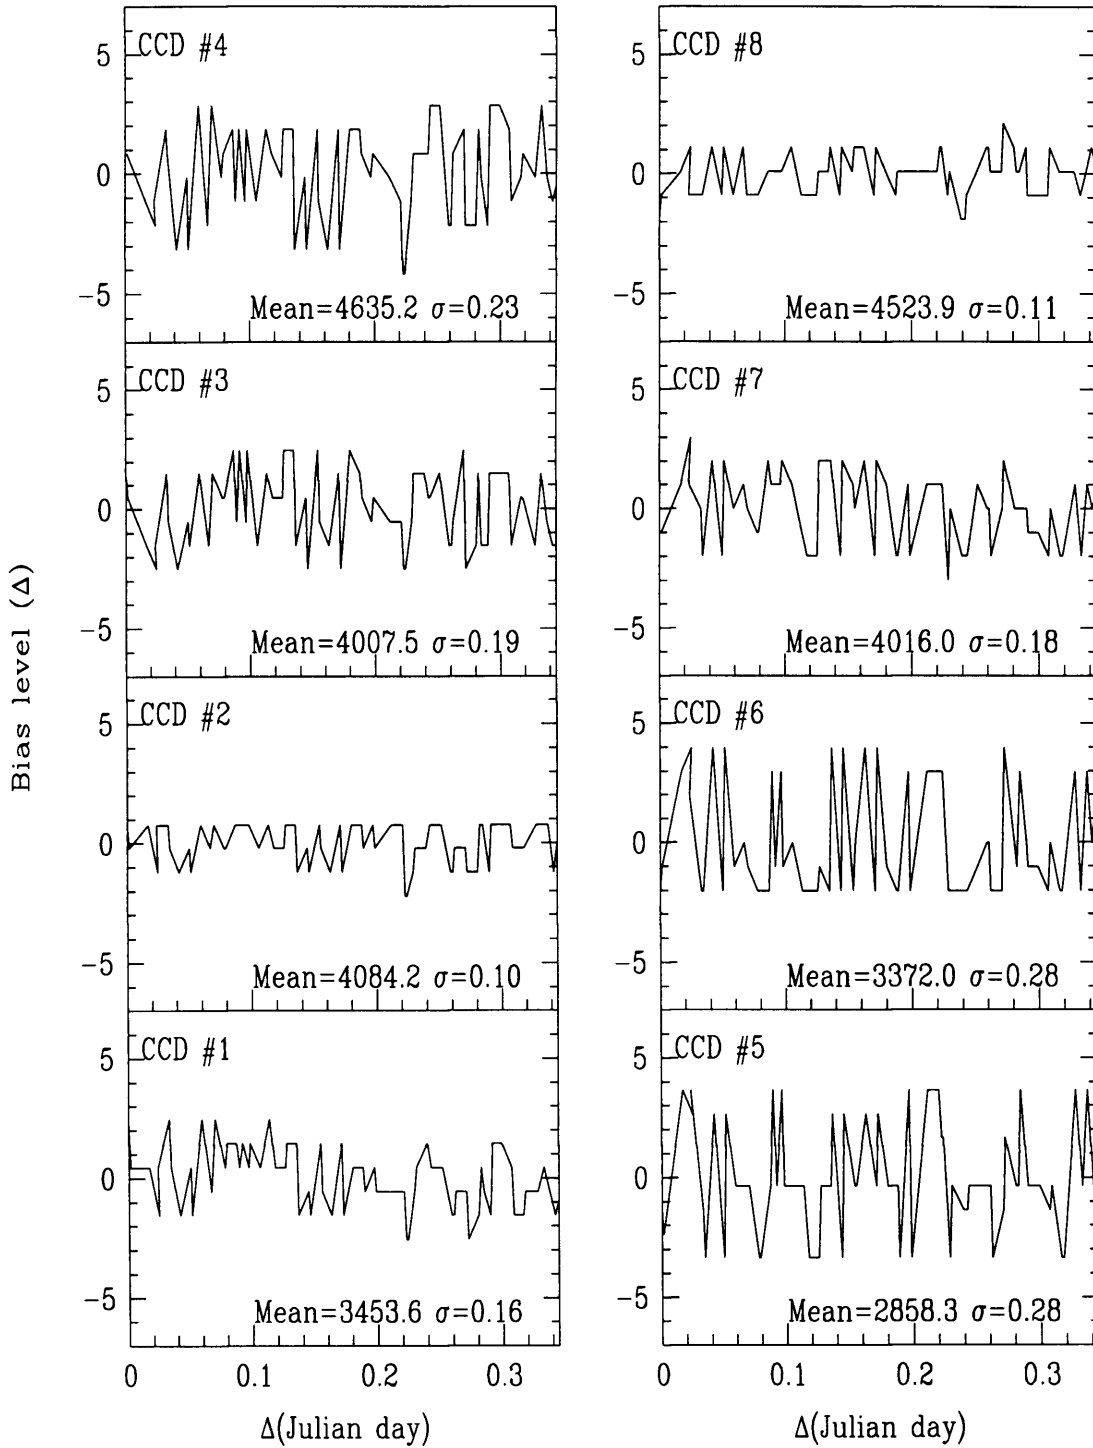 Bias level (Δ)
CCD #4
5
0
−5
Mean=4635.2 σ=0.23
CCD #8
5
0
−5
Mean=4523.9 σ=0.11
CCD #3
5
0
−5
Mean=4007.5 σ=0.19
CCD #7
5
0
−5
Mean=4016.0 σ=0.18
CCD #2
5
0
−5
Mean=4084.2 σ=0.10
CCD #6
5
0
−5
Mean=3372.0 σ=0.28
CCD #1
5
0
−5
Mean=3453.6 σ=0.16
CCD #5
5
0
−5
Mean=2858.3 σ=0.28
0 0.1 0.2 0.3
0 0.1 0.2 0.3
Δ(Julian day)
Δ(Julian day)